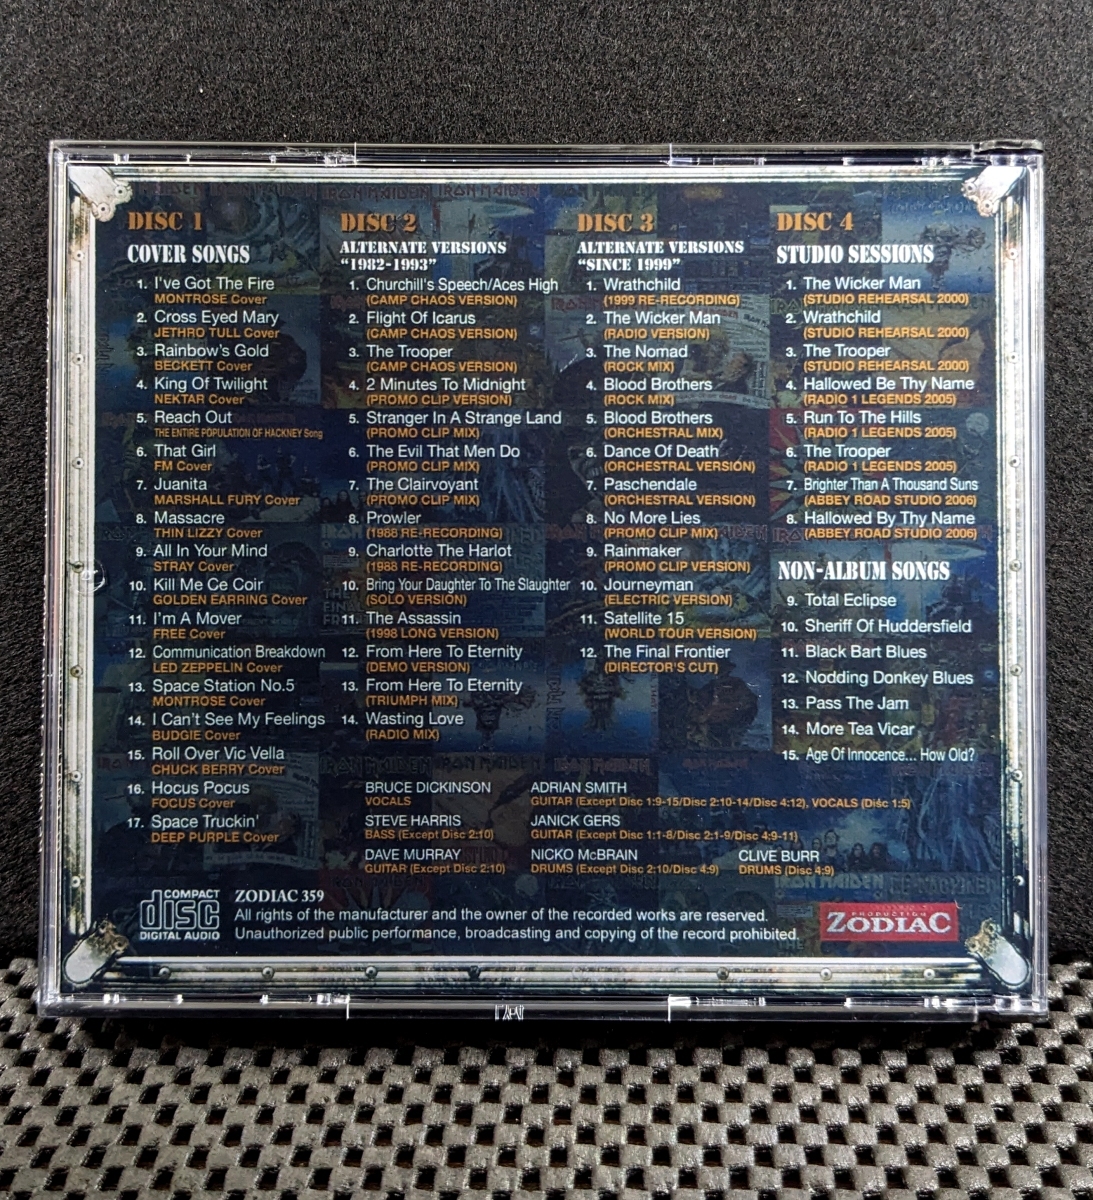 DISC 1
COVER SONGS
1. I've Got The Fire
MONTROSE Cover
2. Cross Eyed Mary
JETHRO TULL Cover
3. Rainbow's Gold
BECKETT Cover
4. King Of Twilight
NEKTAR Cover
5. Reach Out
THE ENTIRE POPULATION OF HACKNEY Song
6. That Girl
FM Cover
7. Juanita
MARSHALL FURY Cover
8. Massacre
THIN LIZZY Cover
9. All In Your Mind
STRAY Cover
10. Kill Me Ce Coir
GOLDEN EARRING Cover
11. I'm A Mover
FREE Cover
12. Communication Breakdown
LED ZEPPELIN Cover
13. Space Station No.5
MONTROSE Cover
14. I Can't See My Feelings
BUDGIE Cover
15. Roll Over Vic Vella
CHUCK BERRY Cover
16. Hocus Pocus
FOCUS Cover
17. Space Truckin'
DEEP PURPLE Cover
DISC 2
ALTERNATE VERSIONS
"1982-1993"
1. Churchill's Speech/Aces High
(CAMP CHAOS VERSION)
2. Flight Of Icarus
(CAMP CHAOS VERSION)
3. The Trooper
(CAMP CHAOS VERSION)
4. 2 Minutes To Midnight
(PROMO CLIP VERSION)
5. Stranger In A Strange Land
(PROMO CLIP MIX)
6. The Evil That Men Do
(PROMO CLIP MIX)
7. The Clairvoyant
(PROMO CLIP MIX)
8. Prowler
(1988 RE-RECORDING)
9. Charlotte The Harlot
(1988 RE-RECORDING)
10. Bring Your Daughter To The Slaughter
(SOLO VERSION)
11. The Assassin
(1998 LONG VERSION)
12. From Here To Eternity
(DEMO VERSION)
13. From Here To Eternity
(TRIUMPH MIX)
14. Wasting Love
(RADIO MIX)
DISC 3
ALTERNATE VERSIONS
"SINCE 1999"
1. Wrathchild
(1999 RE-RECORDING)
2. The Wicker Man
(RADIO VERSION)
3. The Nomad
(ROCK MIX)
4. Blood Brothers
(ROCK MIX)
5. Blood Brothers
(ORCHESTRAL MIX)
6. Dance Of Death
(ORCHESTRAL VERSION)
7. Paschendale
(ORCHESTRAL VERSION)
8. No More Lies
(PROMO CLIP MIX)
9. Rainmaker
(PROMO CLIP VERSION)
10. Journeyman
(ELECTRIC VERSION)
11. Satellite 15
(WORLD TOUR VERSION)
12. The Final Frontier
(DIRECTOR'S CUT)
DISC 4
STUDIO SESSIONS
1. The Wicker Man
(STUDIO REHEARSAL 2000)
2. Wrathchild
(STUDIO REHEARSAL 2000)
3. The Trooper
(STUDIO REHEARSAL 2000)
4. Hallowed Be Thy Name
(RADIO 1 LEGENDS 2005)
5. Run To The Hills
(RADIO 1 LEGENDS 2005)
6. The Trooper
(RADIO 1 LEGENDS 2005)
7. Brighter Than A Thousand Suns
(ABBEY ROAD STUDIO 2006)
8. Hallowed By Thy Name
(ABBEY ROAD STUDIO 2006)
NON-ALBUM SONGS
9. Total Eclipse
10. Sheriff Of Huddersfield
11. Black Bart Blues
12. Nodding Donkey Blues
13. Pass The Jam
14. More Tea Vicar
15. Age Of Innocence... How Old?
BRUCE DICKINSON
VOCALS
ADRIAN SMITH
GUITAR (Except Disc 1:9-15/Disc 2:10-14/Disc 4:12), VOCALS (Disc 1:5)
STEVE HARRIS
BASS (Except Disc 2:10)
JANICK GERS
GUITAR (Except Disc 1:1-8/Disc 2:1-9/Disc 4:9-11)
DAVE MURRAY
GUITAR (Except Disc 2:10)
NICKO McBRAIN
DRUMS (Except Disc 2:10/Disc 4:9)
CLIVE BURR
DRUMS (Disc 4:9)
COMPACT
disc
DIGITAL AUDIO
ZODIAC 359
All rights of the manufacturer and the owner of the recorded works are reserved.
Unauthorized public performance, broadcasting and copying of the record prohibited.
PRODUCTION
ZODIAC